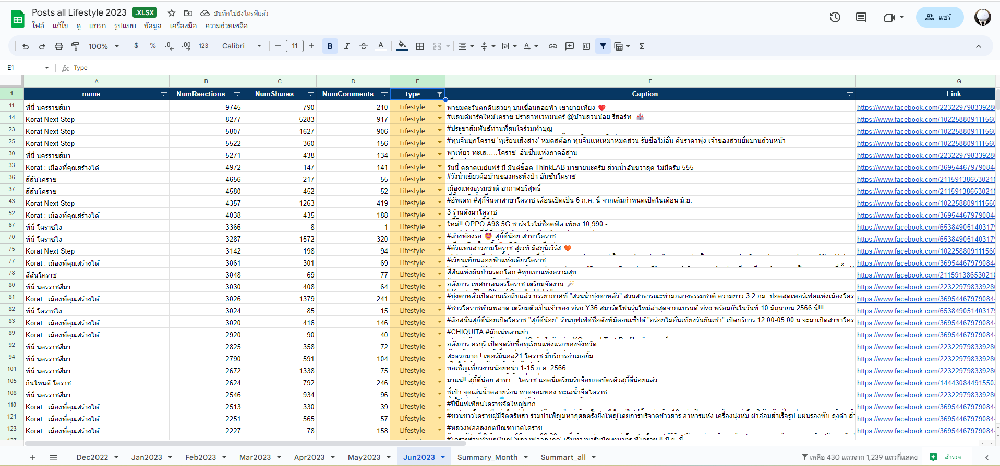 Posts all Lifestyle 2023 .XLSX บันทึกไปยังไดรฟ์แล้ว
ไฟล์ แก้ไข ดู แทรก รูปแบบ ข้อมูล เครื่องมือ ความช่วยเหลือ
แชร์
100% $ % .0 .00 123 Calibri 11 B I A Σ
E1 fx Type
A B C D E F G
1 name NumReactions NumShares NumComments Type Caption Link
11 ที่นี่ นครราชสีมา 9745 790 210 Lifestyle พาชมตะวันตกดินสวยๆ บนเขื่อนลอยฟ้า เขายายเที่ยง ❤️ https://www.facebook.com/22322979833928
14 Korat Next Step 8277 5283 917 Lifestyle #แลนด์มาร์คใหม่โคราช ปราสาทเวทมนตร์ @บ้านสวนน้อย รีสอร์ท 🏰 https://www.facebook.com/10225880911156
23 Korat Next Step 5807 1627 906 Lifestyle #ประชาสัมพันธ์ท่านที่สนใจร่วมทำบุญ https://www.facebook.com/10225880911156
25 Korat Next Step 5522 360 156 Lifestyle #ทุนจีนบุกโคราช 'ทุเรียนเสิงสาง' หมดสต๊อก ทุนจีนแห่เหมาหมดสวน รับซื้อไม่อั้น ดันราคาพุ่ง เจ้าของสวนยิ้มบานถ้วนหน้า https://www.facebook.com/10225880911156
30 ที่นี่ นครราชสีมา 5271 438 134 Lifestyle พาเที่ยว ทะเล…..โคราช อันซีนแห่งภาคอีสาน https://www.facebook.com/22322979833928
33 Korat : เมืองที่คุณสร้างได้ 4972 147 141 Lifestyle วันนี้ ตลาดเมย์แฟร์ มี มินต์ช็อค ThinkLAB มาขายนะครับ ส่วนน้ำอันขวาสุด ไม่มีครับ 555 https://www.facebook.com/36954467979084
36 สีสันโคราช 4656 217 55 Lifestyle #วังน้ำเขียวคือบ้านของกระทิงป่า อันซันโคราช https://www.facebook.com/21159138653021
37 สีสันโคราช 4580 452 52 Lifestyle เมืองแห่งธรรมชาติ อากาศบริสุทธิ์ https://www.facebook.com/21159138653021
43 Korat Next Step 4357 1263 419 Lifestyle #อัพเดท #สุกี้จินดาสาขาโคราช เลื่อนเปิดเป็น 6 ก.ค. นี้ จากเดิมกำหนดเปิดในเดือน มิ.ย. https://www.facebook.com/10225880911156
52 Korat : เมืองที่คุณสร้างได้ 4038 435 188 Lifestyle 3 ร้านดังมาโคราช https://www.facebook.com/36954467979084
67 ที่นี่ โคราชไง 3366 8 1 Lifestyle ใหม่!! OPPO A98 5G ชาร์จไวไม่ช็อตฟีล เพียง 10,990.- https://www.facebook.com/65384905140317
70 ที่นี่ โคราชไง 3287 1572 320 Lifestyle #ล้างท้องรอ 🤩 สุกี้ตี๋น้อย สาขาโคราช https://www.facebook.com/65384905140317
75 Korat Next Step 3142 198 94 Lifestyle #ตัวแทนสาวงามโคราช สู่เวที มิสยูนิเวิร์ส 🧡 https://www.facebook.com/10225880911156
77 Korat : เมืองที่คุณสร้างได้ 3061 301 69 Lifestyle #เวียนเทียนลอยฟ้าแห่งเดียวโคราช https://www.facebook.com/36954467979084
78 สีสันโคราช 3048 69 77 Lifestyle สีสันแห่งผืนป่ามรดกโลก #หุบเขาแห่งความสุข https://www.facebook.com/21159138653021
80 ที่นี่ นครราชสีมา 3030 408 64 Lifestyle อลังการ เทศบาลนครโคราช เตรียมจัดงาน 🪄 https://www.facebook.com/22322979833928
81 Korat : เมืองที่คุณสร้างได้ 3026 1379 241 Lifestyle #บุ่งตาหลั่วเปิดลานเรือถีบแล้ว บรรยากาศที่ "สวนน้ำบุ่งตาหลั่ว" สวนสาธารณะท่ามกลางธรรมชาติ ความยาว 3.2 กม. ปอดสุดเพอร์เฟคแห่งเมืองโครา https://www.facebook.com/36954467979084
82 ที่นี่ โคราชไง 3024 85 15 Lifestyle #ชาวโคราชห้ามพลาด เตรียมตัวเป็นเจ้าของ vivo Y36 สมาร์ตโฟนรุ่นใหม่ล่าสุดจากแบรนด์ vivo พร้อมกันในวันที่ 10 มิถุนายน 2566 นี้!!! https://www.facebook.com/65384905140317
83 Korat : เมืองที่คุณสร้างได้ 3020 416 146 Lifestyle #ลือสนั่นสุกี้ตี๋น้อยเปิดโคราช "สุกี้ตี๋น้อย" ร้านบุฟเฟ่ต์ชื่อดังที่มีคอนเซ็ปต์ "อร่อยไม่อั้นเที่ยงวันยันเช้า" เปิดบริการ 12.00-05.00 น.จะมาเปิดสาขาโครา https://www.facebook.com/36954467979084
89 Korat : เมืองที่คุณสร้างได้ 2920 90 40 Lifestyle #CHIQUITA #มักเน่หลานย่า https://www.facebook.com/36954467979084
92 ที่นี่ นครราชสีมา 2825 358 72 Lifestyle อลังการ ครบุรี เปิดจุดรับซื้อทุเรียนแห่งแรกของจังหวัด https://www.facebook.com/22322979833928
94 ที่นี่ นครราชสีมา 2790 591 104 Lifestyle สะดวกมาก ! เทอร์มินอล21 โคราช มีบริการอำเภอยิ้ม https://www.facebook.com/22322979833928
101 ที่นี่ นครราชสีมา 2672 1338 75 Lifestyle ขอเชิญเที่ยวงานน้อยหน่า 1-15 ก.ค. 2566 https://www.facebook.com/22322979833928
105 กินไหนดี โคราช 2624 792 246 Lifestyle มาแน่!! สุกี้ตี๋น้อย สาขา....โคราช แอดนี่เตรียมรับจ็อบกดบัตรคิวสุกี้ตี๋น้อยแล้ว https://www.facebook.com/14443084491550
108 ที่นี่ นครราชสีมา 2546 934 96 Lifestyle ชี้เป้า จุดเล่นน้ำคลายร้อน หาดจอมทอง ทะเลน้ำจืดโคราช https://www.facebook.com/22322979833928
110 Korat : เมืองที่คุณสร้างได้ 2513 330 39 Lifestyle #ปีนี้แห่เทียนโคราชจัดใหญ่มาก https://www.facebook.com/36954467979084
121 Korat : เมืองที่คุณสร้างได้ 2251 565 57 Lifestyle #ชวนชาวโคราชผู้มีจิตศรัทธา ร่วมบำเพ็ญมหากุศลครั้งยิ่งใหญ่โดยการบริจาคข้าวสาร อาหารแห้ง เครื่องนุ่งห่ม ผ้าอ้อมสำเร็จรูป แผ่นรองซับ ถุงดำ https://www.facebook.com/36954467979084
123 Korat : เมืองที่คุณสร้างได้ 2227 78 158 Lifestyle #หลวงพ่ออลงกตบิณฑบาตโคราช https://www.facebook.com/36954467979084
Dec2022 Jan2023 Feb2023 Mar2023 Apr2023 May2023 Jun2023 Summary_Month Summart_all เหลือ 430 แถวจาก 1,239 แถวที่แสดง สำรวจ